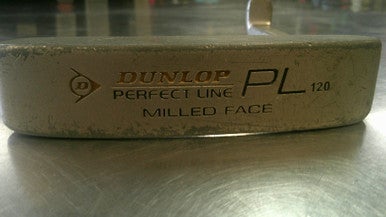 D DUNLOP
PERFECT LINE PL 120
MILLED FACE